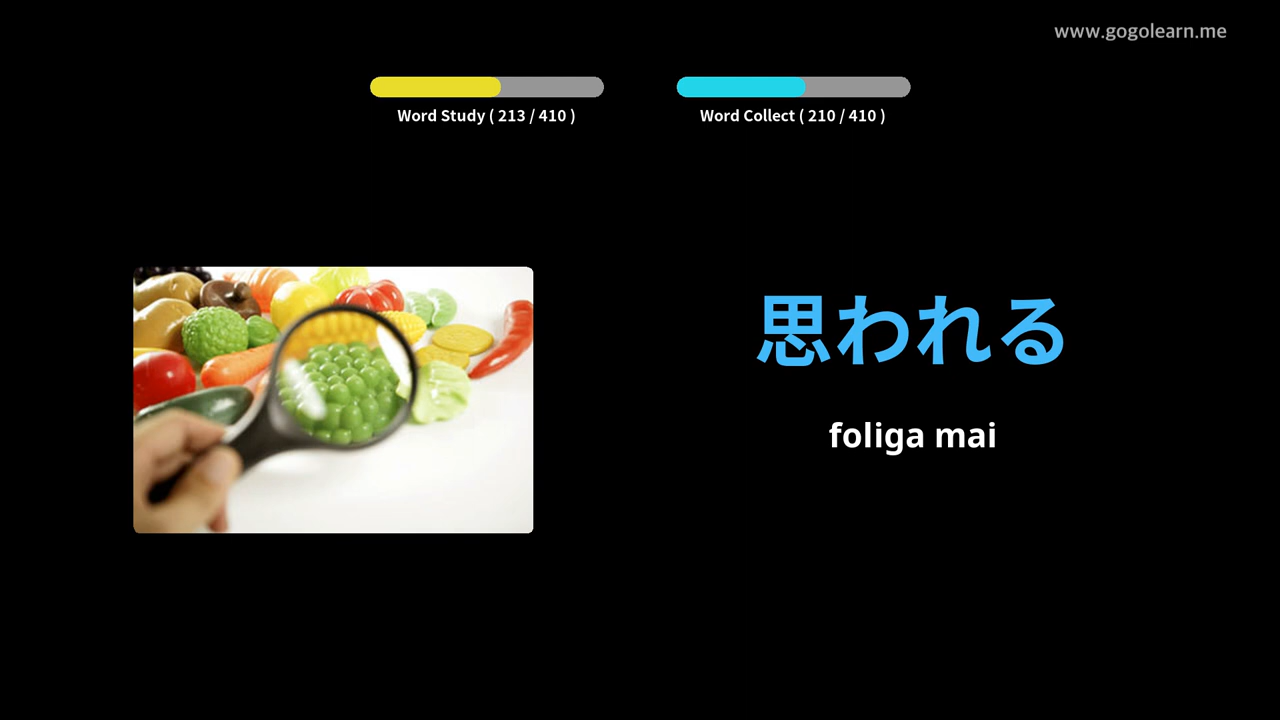 www.gogolearn.me
Word Study ( 213 / 410 )
Word Collect ( 210 / 410 )
思われる
foliga mai